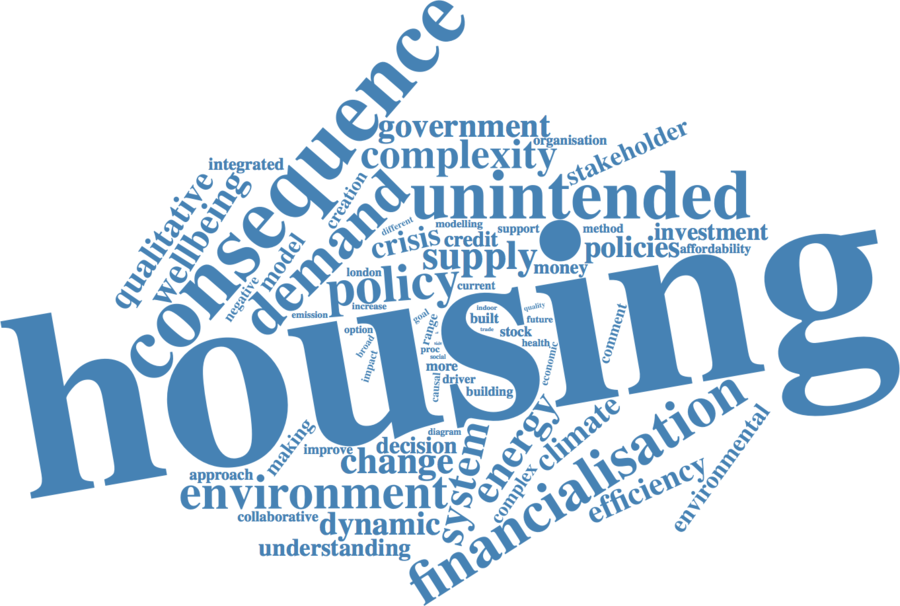 consequence
government
organisation
complexity
stakeholder
integrated
qualitative
wellbeing
creation
demand
unintended
different
modelling
support
method
investment
crisis
credit
policies
affordability
model
supply
money
london
policy
current
negative
increase
emission
housing
indoor
quality
goal
range
built
future
trade
option
stock
broad
health
comment
proc
social
impact
more
economic
causal
driver
building
diagram
making
improve
decision
energy
climate
change
system
financialisation
approach
environment
complex
efficiency
environmental
collaborative
dynamic
understanding